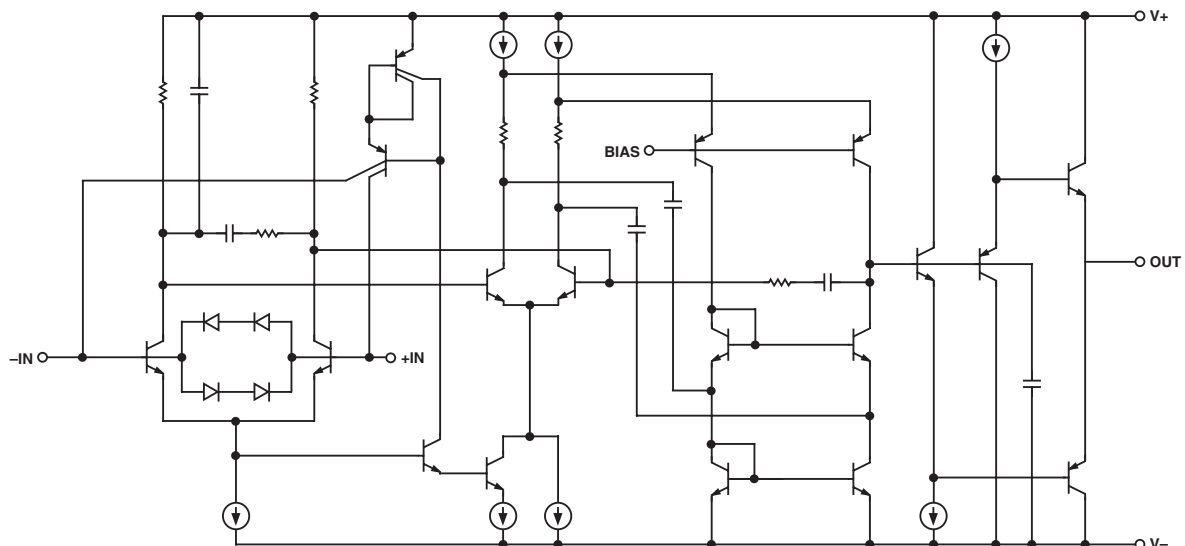 V+
BIAS
OUT
–IN
+IN
V–